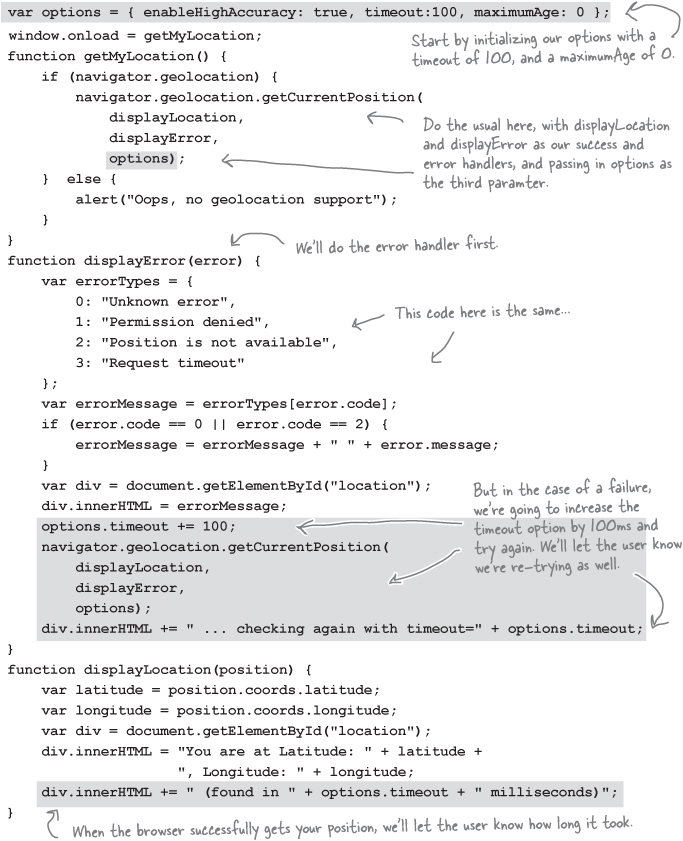 var options = { enableHighAccuracy: true, timeout:100, maximumAge: 0 };
window.onload = getMyLocation;
Start by initializing our options with a
timeout of 100, and a maximumAge of 0.
function getMyLocation() {
if (navigator.geolocation) {
navigator.geolocation.getCurrentPosition(
displayLocation,
displayError,
options);
Do the usual here, with displayLocation
and displayError as our success and
error handlers, and passing in options as
the third paramter.
} else {
alert("Oops, no geolocation support");
}
}
We'll do the error handler first.
function displayError(error) {
var errorTypes = {
0: "Unknown error",
1: "Permission denied",
2: "Position is not available",
3: "Request timeout"
};
This code here is the same...
var errorMessage = errorTypes[error.code];
if (error.code == 0 || error.code == 2) {
errorMessage = errorMessage + " " + error.message;
}
var div = document.getElementById("location");
div.innerHTML = errorMessage;
options.timeout += 100;
navigator.geolocation.getCurrentPosition(
displayLocation,
displayError,
options);
But in the case of a failure,
we're going to increase the
timeout option by 100ms and
try again. We'll let the user know
we're re-trying as well.
div.innerHTML += " ... checking again with timeout=" + options.timeout;
}
function displayLocation(position) {
var latitude = position.coords.latitude;
var longitude = position.coords.longitude;
var div = document.getElementById("location");
div.innerHTML = "You are at Latitude: " + latitude +
", Longitude: " + longitude;
div.innerHTML += " (found in " + options.timeout + " milliseconds)";
}
When the browser successfully gets your position, we'll let the user know how long it took.